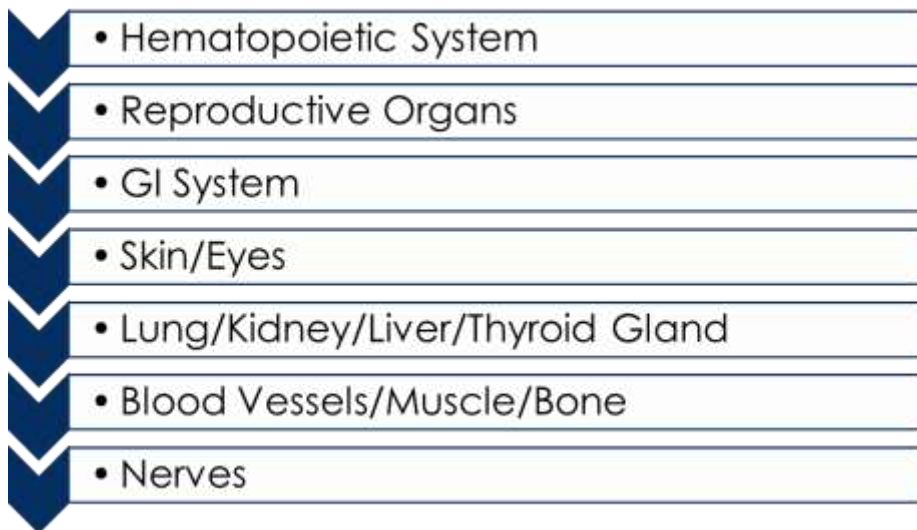 • Hematopoietic System
• Reproductive Organs
• GI System
• Skin/Eyes
• Lung/Kidney/Liver/Thyroid Gland
• Blood Vessels/Muscle/Bone
• Nerves